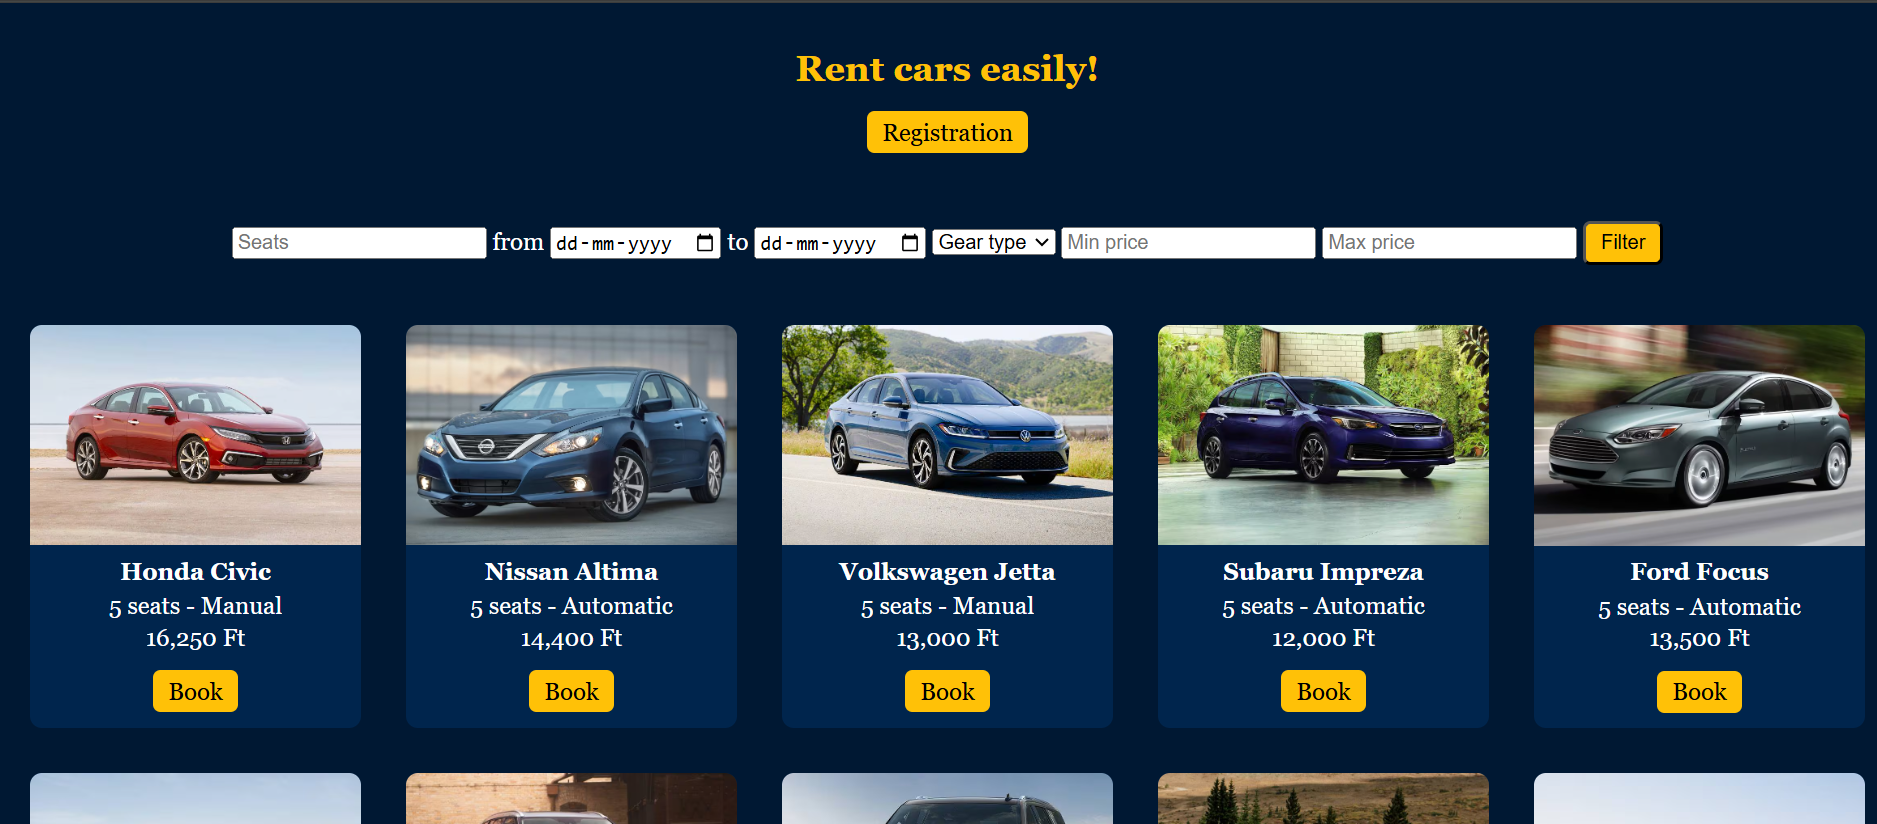 Rent cars easily!
Registration
Seats from dd-mm-yyyy to dd-mm-yyyy Gear type Min price Max price Filter
Honda Civic
5 seats - Manual
16,250 Ft
Book
Nissan Altima
5 seats - Automatic
14,400 Ft
Book
Volkswagen Jetta
5 seats - Manual
13,000 Ft
Book
Subaru Impreza
5 seats - Automatic
12,000 Ft
Book
Ford Focus
5 seats - Automatic
13,500 Ft
Book